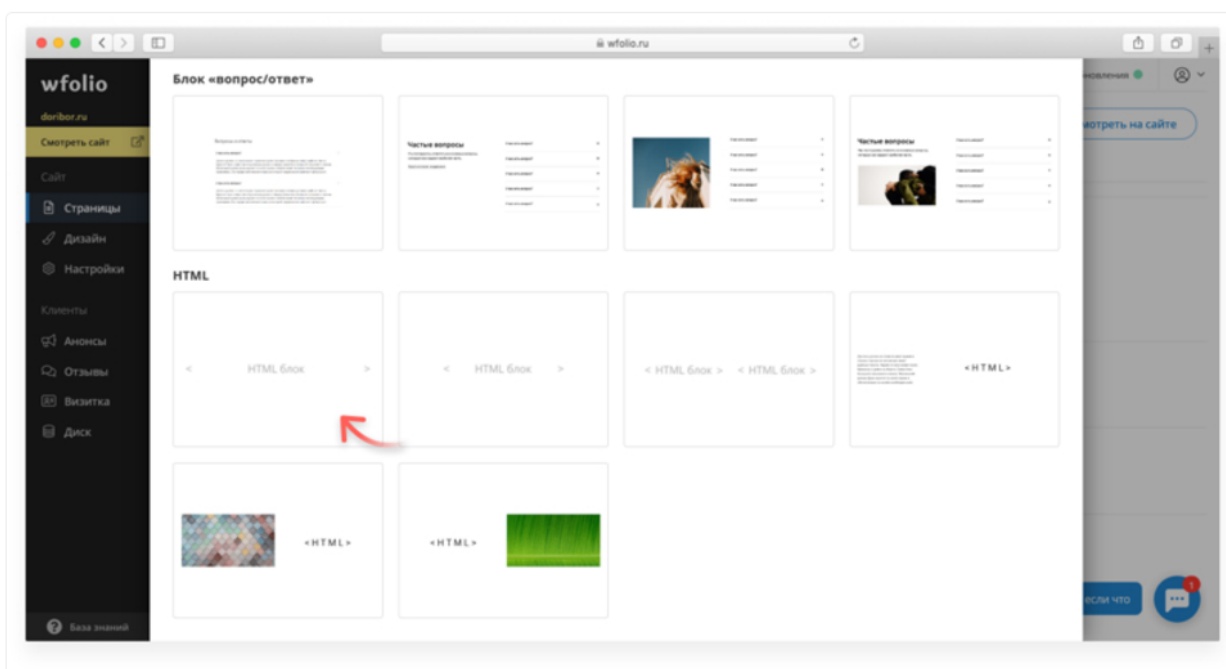 wfolio.ru
wfolio
doribor.ru
Смотреть сайт
Сайт
Страницы
Дизайн
Настройки
Клиенты
Анонсы
Отзывы
Визитка
Диск
База знаний
Блок «вопрос/ответ»
Вопросы и ответы
Частые вопросы
Частые вопросы
HTML
< HTML блок >
< HTML блок >
< HTML блок > < HTML блок >
<HTML>
<HTML>
<HTML>
новления
мотреть на сайте
если что
1